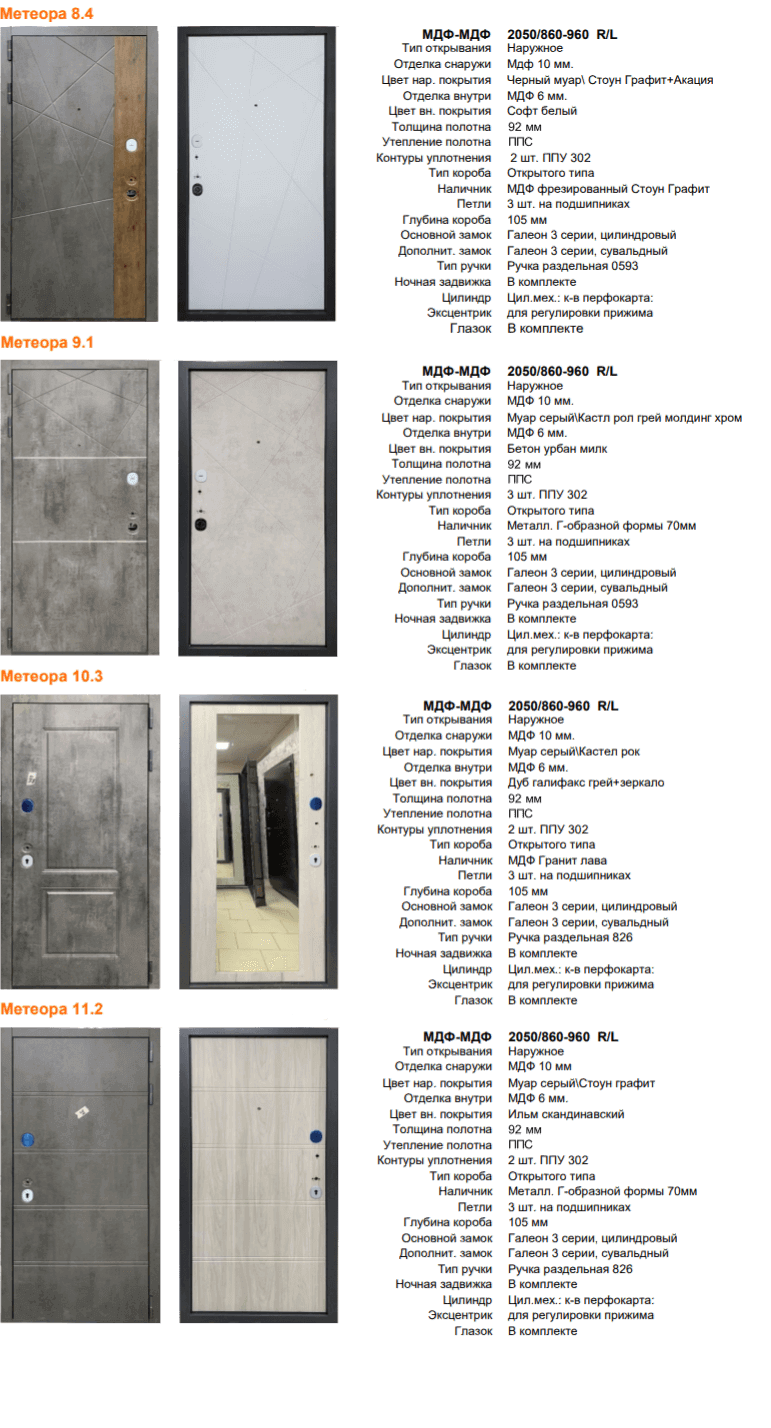 Метеора 8.4
МДФ-МДФ 2050/860-960 R/L
Тип открывания Наружное
Отделка снаружи Мдф 10 мм.
Цвет нар. покрытия Черный муар\ Стоун Графит+Акация
Отделка внутри МДФ 6 мм.
Цвет вн. покрытия Софт белый
Толщина полотна 92 мм
Утепление полотна ППС
Контуры уплотнения 2 шт. ППУ 302
Тип короба Открытого типа
Наличник МДФ фрезированный Стоун Графит
Петли 3 шт. на подшипниках
Глубина короба 105 мм
Основной замок Галеон 3 серии, цилиндровый
Дополнит. замок Галеон 3 серии, сувальдный
Тип ручки Ручка раздельная 0593
Ночная задвижка В комплекте
Цилиндр Цил.мех.: к-в перфокарта:
Эксцентрик для регулировки прижима
Глазок В комплекте
Метеора 9.1
МДФ-МДФ 2050/860-960 R/L
Тип открывания Наружное
Отделка снаружи МДФ 10 мм.
Цвет нар. покрытия Муар серый\Кастл рол грей молдинг хром
Отделка внутри МДФ 6 мм.
Цвет вн. покрытия Бетон урбан милк
Толщина полотна 92 мм
Утепление полотна ППС
Контуры уплотнения 3 шт. ППУ 302
Тип короба Открытого типа
Наличник Металл. Г-образной формы 70мм
Петли 3 шт. на подшипниках
Глубина короба 105 мм
Основной замок Галеон 3 серии, цилиндровый
Дополнит. замок Галеон 3 серии, сувальдный
Тип ручки Ручка раздельная 0593
Ночная задвижка В комплекте
Цилиндр Цил.мех.: к-в перфокарта:
Эксцентрик для регулировки прижима
Глазок В комплекте
Метеора 10.3
МДФ-МДФ 2050/860-960 R/L
Тип открывания Наружное
Отделка снаружи МДФ 10 мм.
Цвет нар. покрытия Муар серый\Кастел рок
Отделка внутри МДФ 6 мм.
Цвет вн. покрытия Дуб галифакс грей+зеркало
Толщина полотна 92 мм
Утепление полотна ППС
Контуры уплотнения 2 шт. ППУ 302
Тип короба Открытого типа
Наличник МДФ Гранит лава
Петли 3 шт. на подшипниках
Глубина короба 105 мм
Основной замок Галеон 3 серии, цилиндровый
Дополнит. замок Галеон 3 серии, сувальдный
Тип ручки Ручка раздельная 826
Ночная задвижка В комплекте
Цилиндр Цил.мех.: к-в перфокарта:
Эксцентрик для регулировки прижима
Глазок В комплекте
Метеора 11.2
МДФ-МДФ 2050/860-960 R/L
Тип открывания Наружное
Отделка снаружи МДФ 10 мм
Цвет нар. покрытия Муар серый\Стоун графит
Отделка внутри МДФ 6 мм.
Цвет вн. покрытия Ильм скандинавский
Толщина полотна 92 мм
Утепление полотна ППС
Контуры уплотнения 2 шт. ППУ 302
Тип короба Открытого типа
Наличник Металл. Г-образной формы 70мм
Петли 3 шт. на подшипниках
Глубина короба 105 мм
Основной замок Галеон 3 серии, цилиндровый
Дополнит. замок Галеон 3 серии, сувальдный
Тип ручки Ручка раздельная 826
Ночная задвижка В комплекте
Цилиндр Цил.мех.: к-в перфокарта:
Эксцентрик для регулировки прижима
Глазок В комплекте